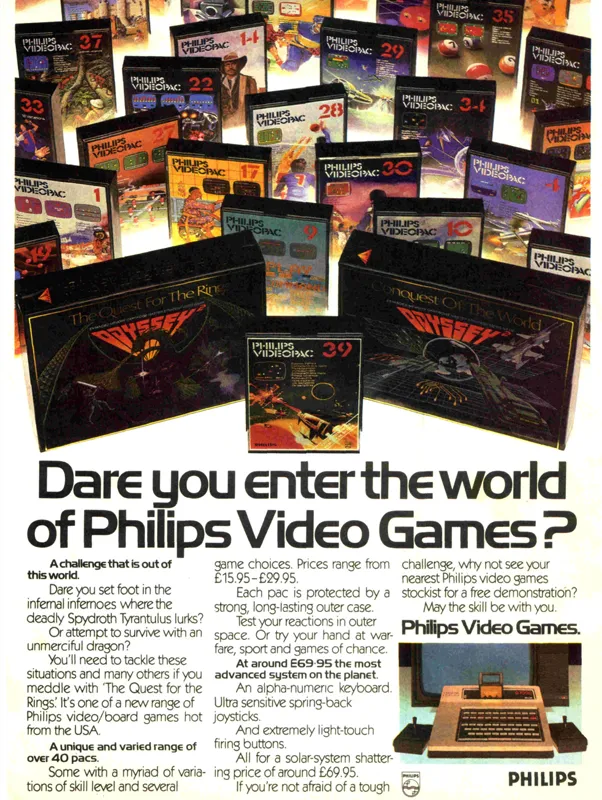 37
PHILIPS
VIDEOPAC
14
PHILIPS
VIDEOPAC
29
PHILIPS
VIDEOPAC
35
PHILIPS
VIDEOPAC
33
PHILIPS
VIDEOPAC
22
PHILIPS
VIDEOPAC
28
PHILIPS
VIDEOPAC
34
PHILIPS
VIDEOPAC
27
PHILIPS
VIDEOPAC
17
PHILIPS
VIDEOPAC
30
PHILIPS
VIDEOPAC
4
PHILIPS
VIDEOPAC
1
PHILIPS
VIDEOPAC
9
PHILIPS
VIDEOPAC
10
PHILIPS
VIDEOPAC
PHILIPS
VIDEOPAC
The Quest For The Rings
ODYSSEY²
Conquest Of The World
ODYSSEY²
PHILIPS
VIDEOPAC 39
Dare you enter the world
of Philips Video Games?
A challenge that is out of
this world.
Dare you set foot in the
infernal infernoes where the
deadly Spydroth Tyrantulus lurks?
Or attempt to survive with an
unmerciful dragon?
You'll need to tackle these
situations and many others if you
meddle with 'The Quest for the
Rings'. It's one of a new range of
Philips video/board games hot
from the USA.
A unique and varied range of
over 40 pacs.
Some with a myriad of varia-
tions of skill level and several
game choices. Prices range from
£15.95 – £29.95.
Each pac is protected by a
strong, long-lasting outer case.
Test your reactions in outer
space. Or try your hand at war-
fare, sport and games of chance.
At around £69·95 the most
advanced system on the planet.
An alpha-numeric keyboard.
Ultra sensitive spring-back
joysticks.
And extremely light-touch
firing buttons.
All for a solar-system shatter-
ing price of around £69.95.
If you're not afraid of a tough
challenge, why not see your
nearest Philips video games
stockist for a free demonstration?
May the skill be with you.
Philips Video Games.
PHILIPS
PHILIPS